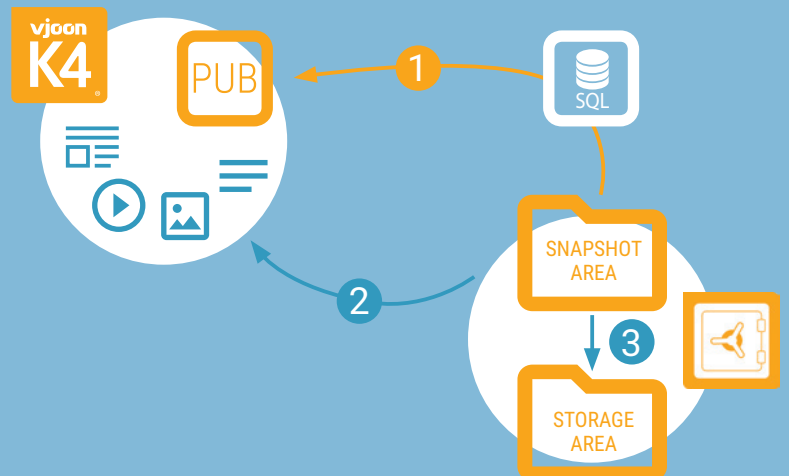 vjoon
K4®
PUB
1
SQL
SNAPSHOT
AREA
2
3
STORAGE
AREA